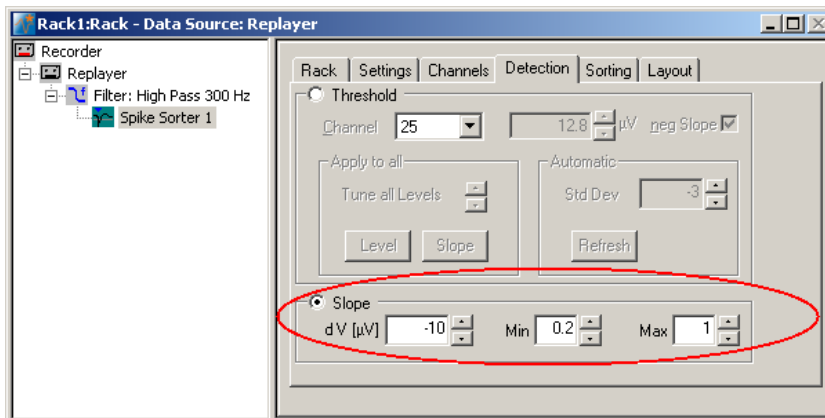 Rack1:Rack - Data Source: Replayer
Recorder
Replayer
Filter: High Pass 300 Hz
Spike Sorter 1
Rack Settings Channels Detection Sorting Layout
Threshold
Channel 25 12.8 µV neg Slope
Apply to all Automatic
Tune all Levels Std Dev -3
Level Slope Refresh
Slope
d V [µV] -10 Min 0.2 Max 1